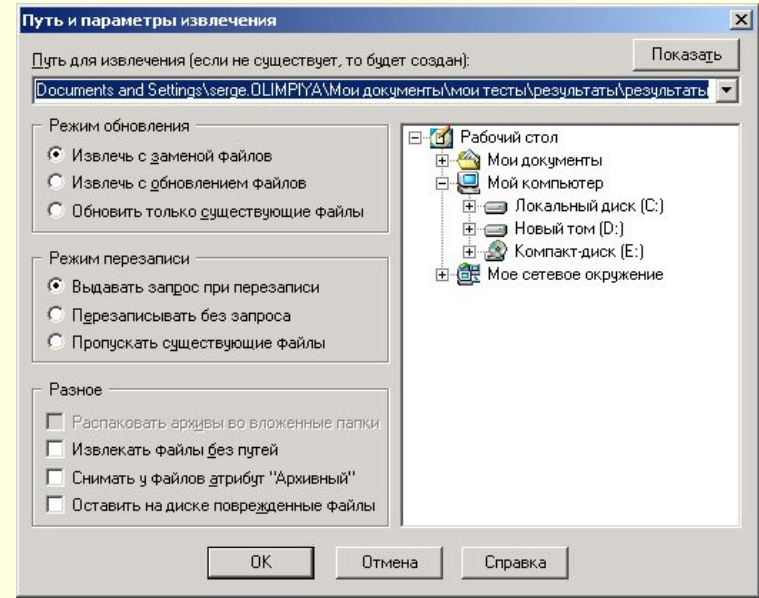 Путь и параметры извлечения
Путь для извлечения (если не существует, то будет создан):
Показать
Documents and Settings\serge.OLIMPIYA\Мои документы\мои тесты\результаты\результаты
Режим обновления
Извлечь с заменой файлов
Извлечь с обновлением файлов
Обновить только существующие файлы
Режим перезаписи
Выдавать запрос при перезаписи
Перезаписывать без запроса
Пропускать существующие файлы
Разное
Распаковать архивы во вложенные папки
Извлекать файлы без путей
Снимать у файлов атрибут "Архивный"
Оставить на диске поврежденные файлы
Рабочий стол
Мои документы
Мой компьютер
Локальный диск (C:)
Новый том (D:)
Компакт-диск (E:)
Мое сетевое окружение
OK
Отмена
Справка